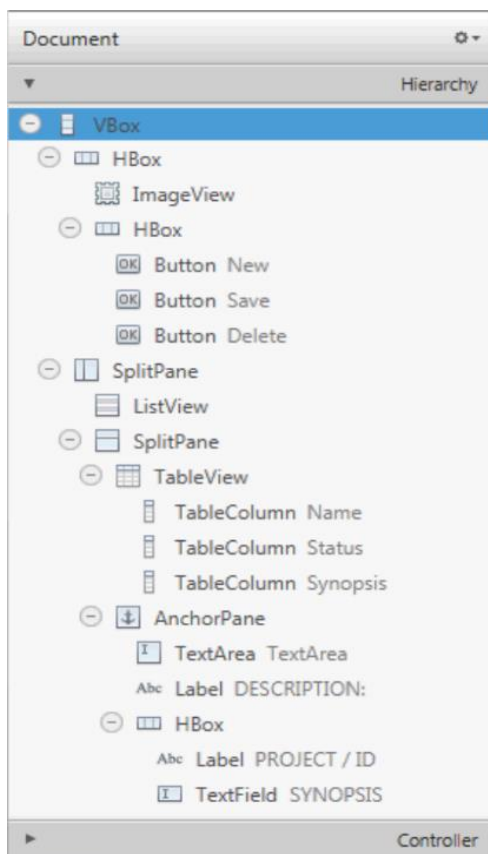 Document
Hierarchy
VBox
HBox
ImageView
HBox
OK Button New
OK Button Save
OK Button Delete
SplitPane
ListView
SplitPane
TableView
TableColumn Name
TableColumn Status
TableColumn Synopsis
AnchorPane
I TextArea TextArea
Abc Label DESCRIPTION:
HBox
Abc Label PROJECT / ID
I TextField SYNOPSIS
Controller